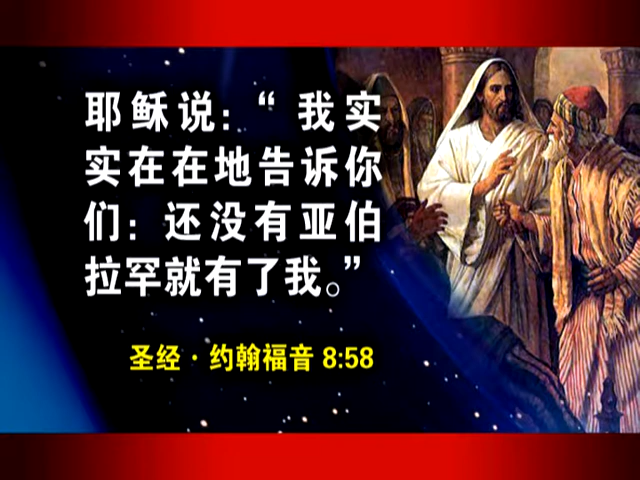 耶稣说：“我实
实在在地告诉你
们：还没有亚伯
拉罕就有了我。”
圣经·约翰福音 8:58